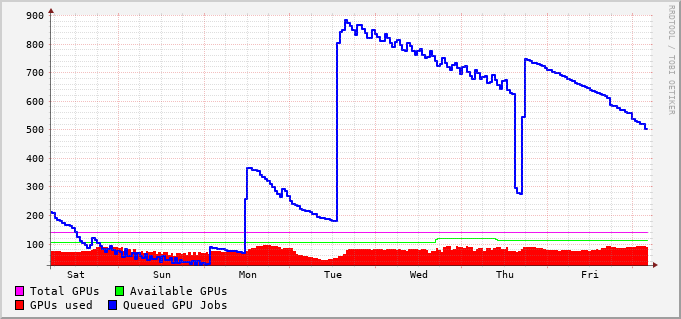 RRDTOOL / TOBI OETIKER
900
800
700
600
500
400
300
200
100
Sat Sun Mon Tue Wed Thu Fri
Total GPUs Available GPUs
GPUs used Queued GPU Jobs